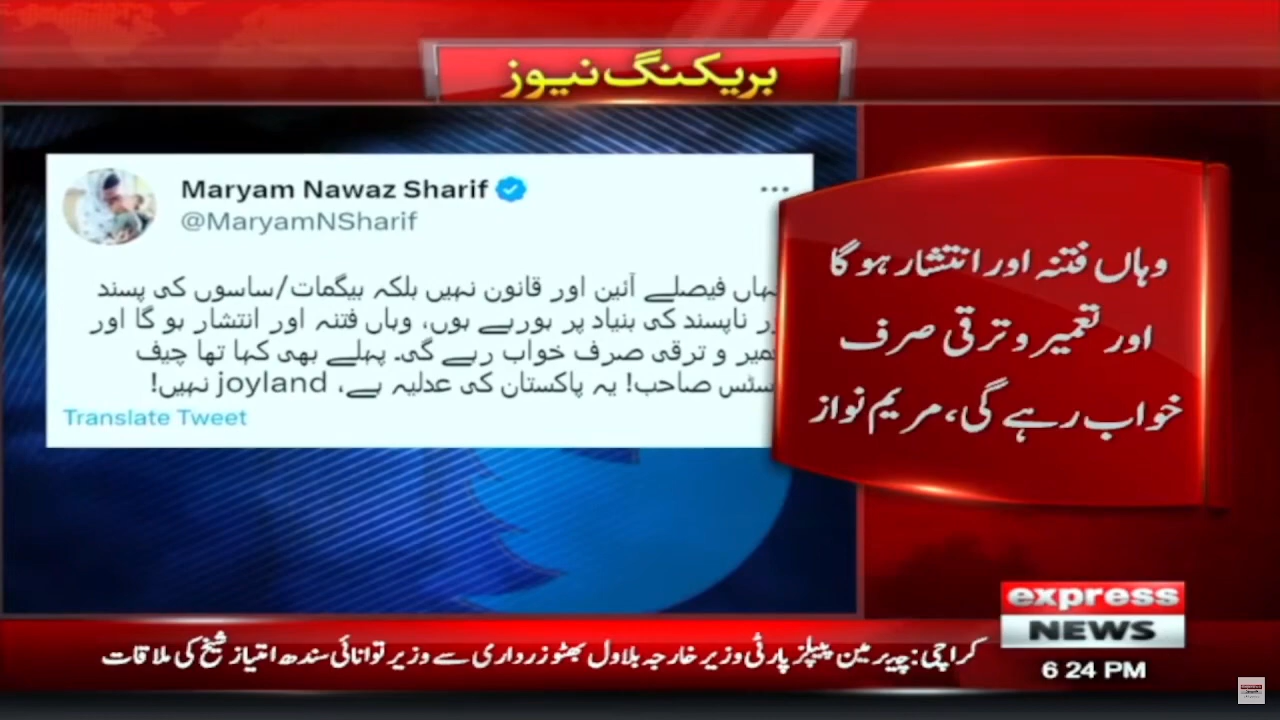 بریکنگ نیوز
Maryam Nawaz Sharif
@MaryamNSharif
فیصلے آئین اور قانون نہیں بلکہ بیگمات/ساسوں کی پسند
ناپسند کی بنیاد پر ہورہے ہوں، وہاں فتنہ اور انتشار ہو گا اور
و ترقی صرف خواب رہے گی۔ پہلے بھی کہا تھا چیف
صاحب! یہ پاکستان کی عدلیہ ہے، joyland نہیں!
Translate Tweet
وہاں فتنہ اور انتشار ہو گا
اور تعمیر و ترقی صرف
خواب رہے گی، مریم نواز
express
NEWS
6 24 PM
کراچی: چیرمین پیپلز پارٹی وزیر خارجہ بلاول بھٹو زرداری سے وزیر توانائی سندھ امتیاز شیخ کی ملاقات